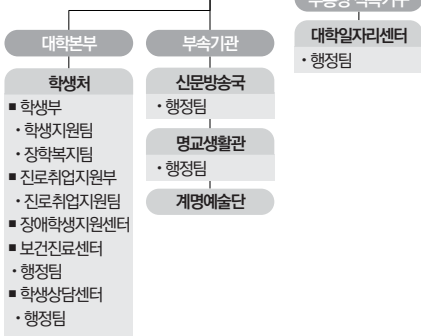 대학본부
학생처
■ 학생부
・학생지원팀
・장학복지팀
■ 진로취업지원부
・진로취업지원팀
■ 장애학생지원센터
■ 보건진료센터
・행정팀
■ 학생상담센터
・행정팀
부속기관
신문방송국
・행정팀
명교생활관
・행정팀
계명예술단
대학일자리센터
・행정팀